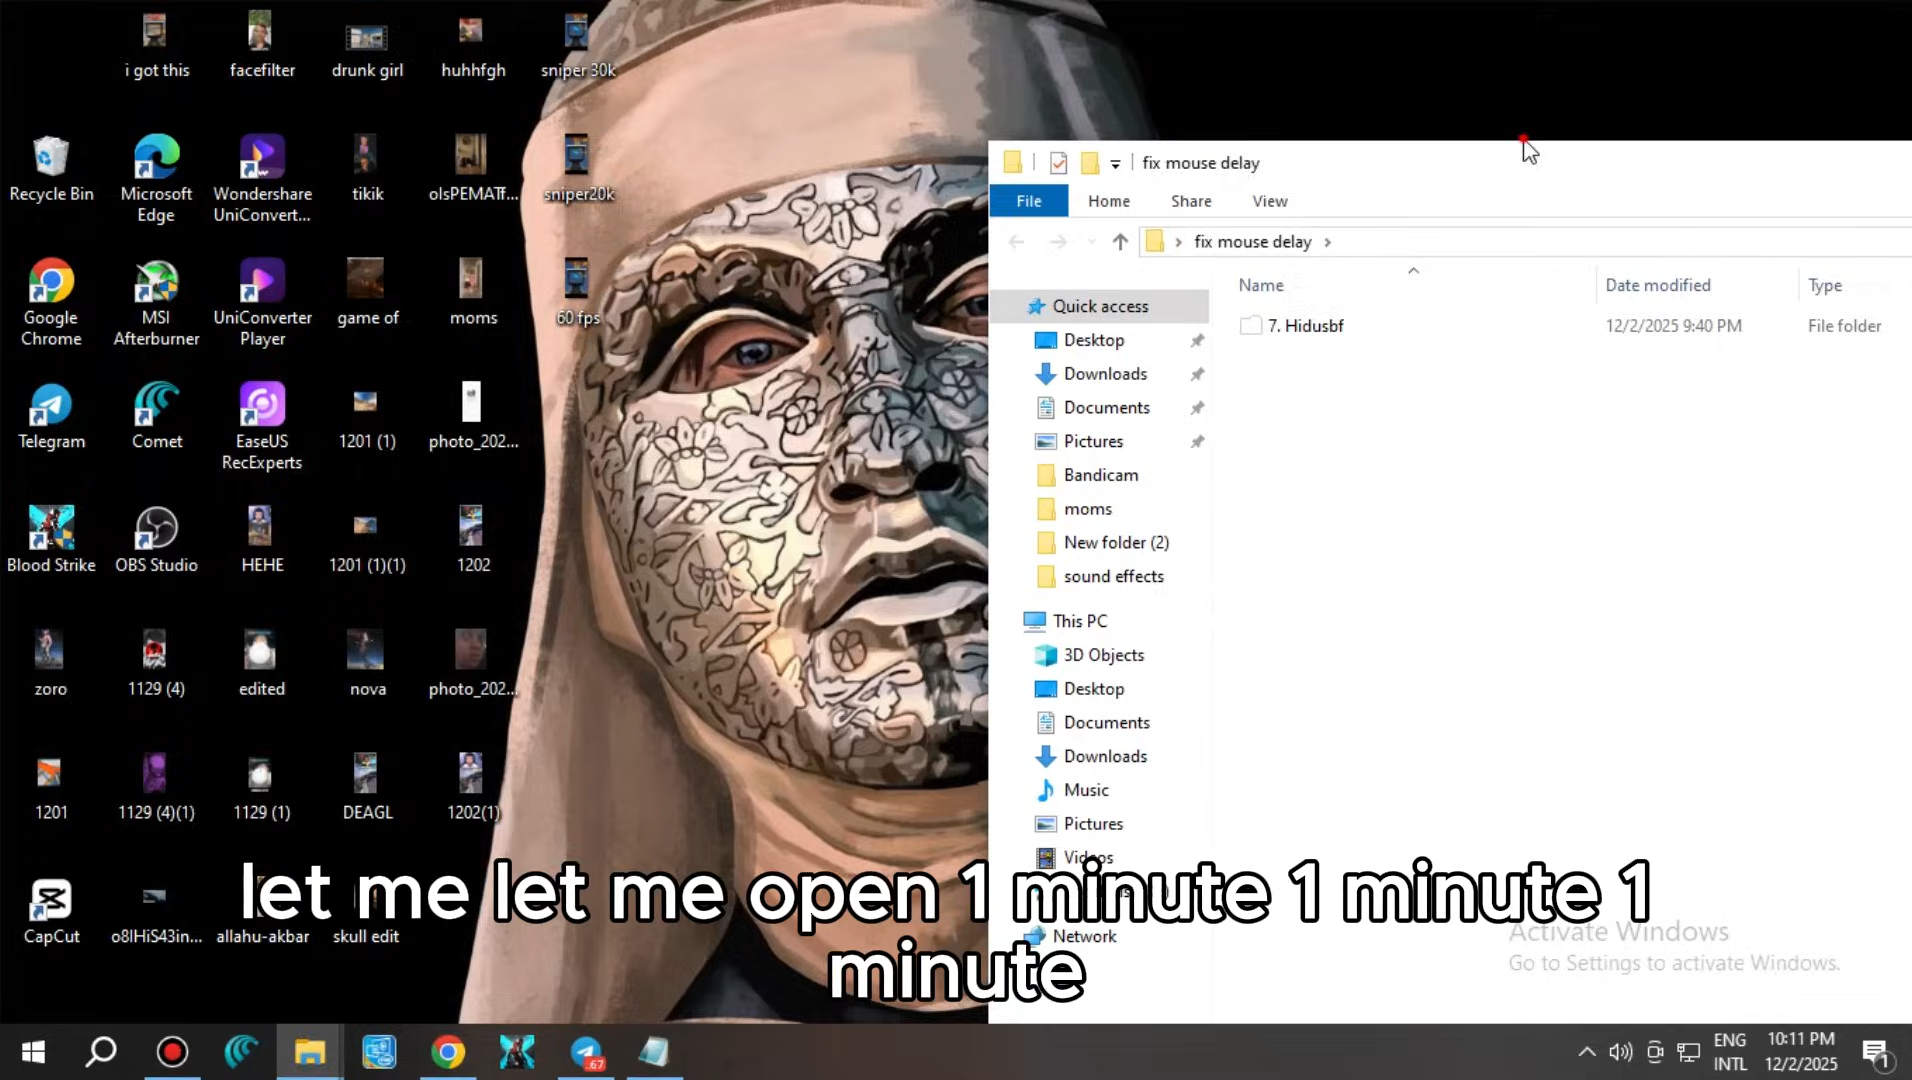 i got this
facefilter
drunk girl
huhhfgh
sniper 30k
Recycle Bin
Microsoft
Edge
Wondershare
UniConvert...
tikik
olsPEMATf...
sniper20k
Google
Chrome
MSI
Afterburner
UniConverter
Player
game of
moms
60 fps
Telegram
Comet
EaseUS
RecExperts
1201 (1)
photo_202...
Blood Strike
OBS Studio
HEHE
1201 (1)(1)
1202
zoro
1129 (4)
edited
nova
photo_202...
1201
1129 (4)(1)
1129 (1)
DEAGL
1202(1)
CapCut
o8lHiS43in...
allahu-akbar
skull edit
fix mouse delay
File
Home
Share
View
fix mouse delay
Name
Date modified
Type
7. Hidusbf
12/2/2025 9:40 PM
File folder
Quick access
Desktop
Downloads
Documents
Pictures
Bandicam
moms
New folder (2)
sound effects
This PC
3D Objects
Desktop
Documents
Downloads
Music
Pictures
Videos
Network
let me let me open 1 minute 1 minute 1
minute
Activate Windows
Go to Settings to activate Windows.
.67
ENG
INTL
10:11 PM
12/2/2025
1